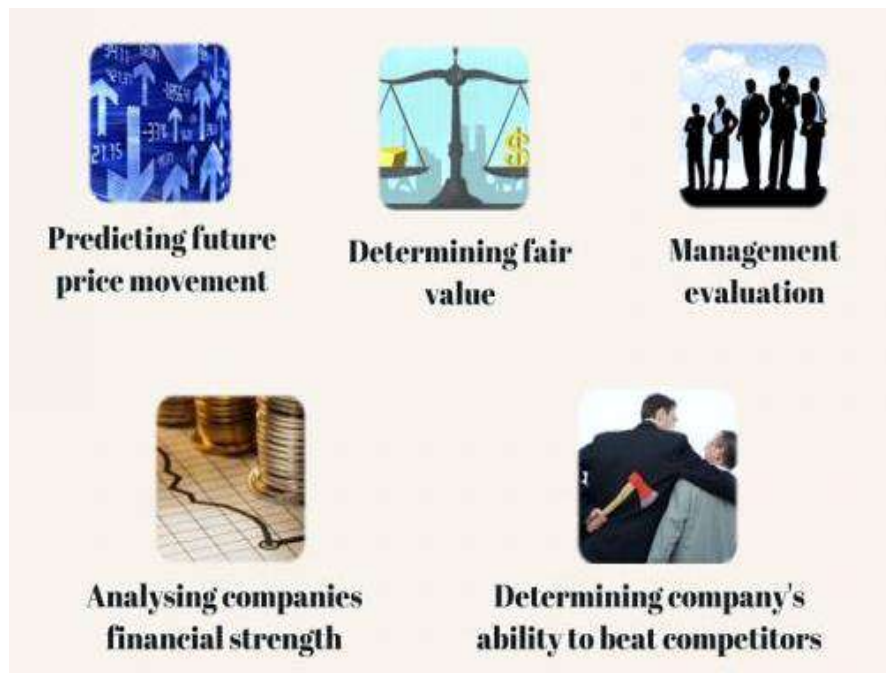 Predicting future
price movement
Determining fair
value
Management
evaluation
Analysing companies
financial strength
Determining company's
ability to beat competitors